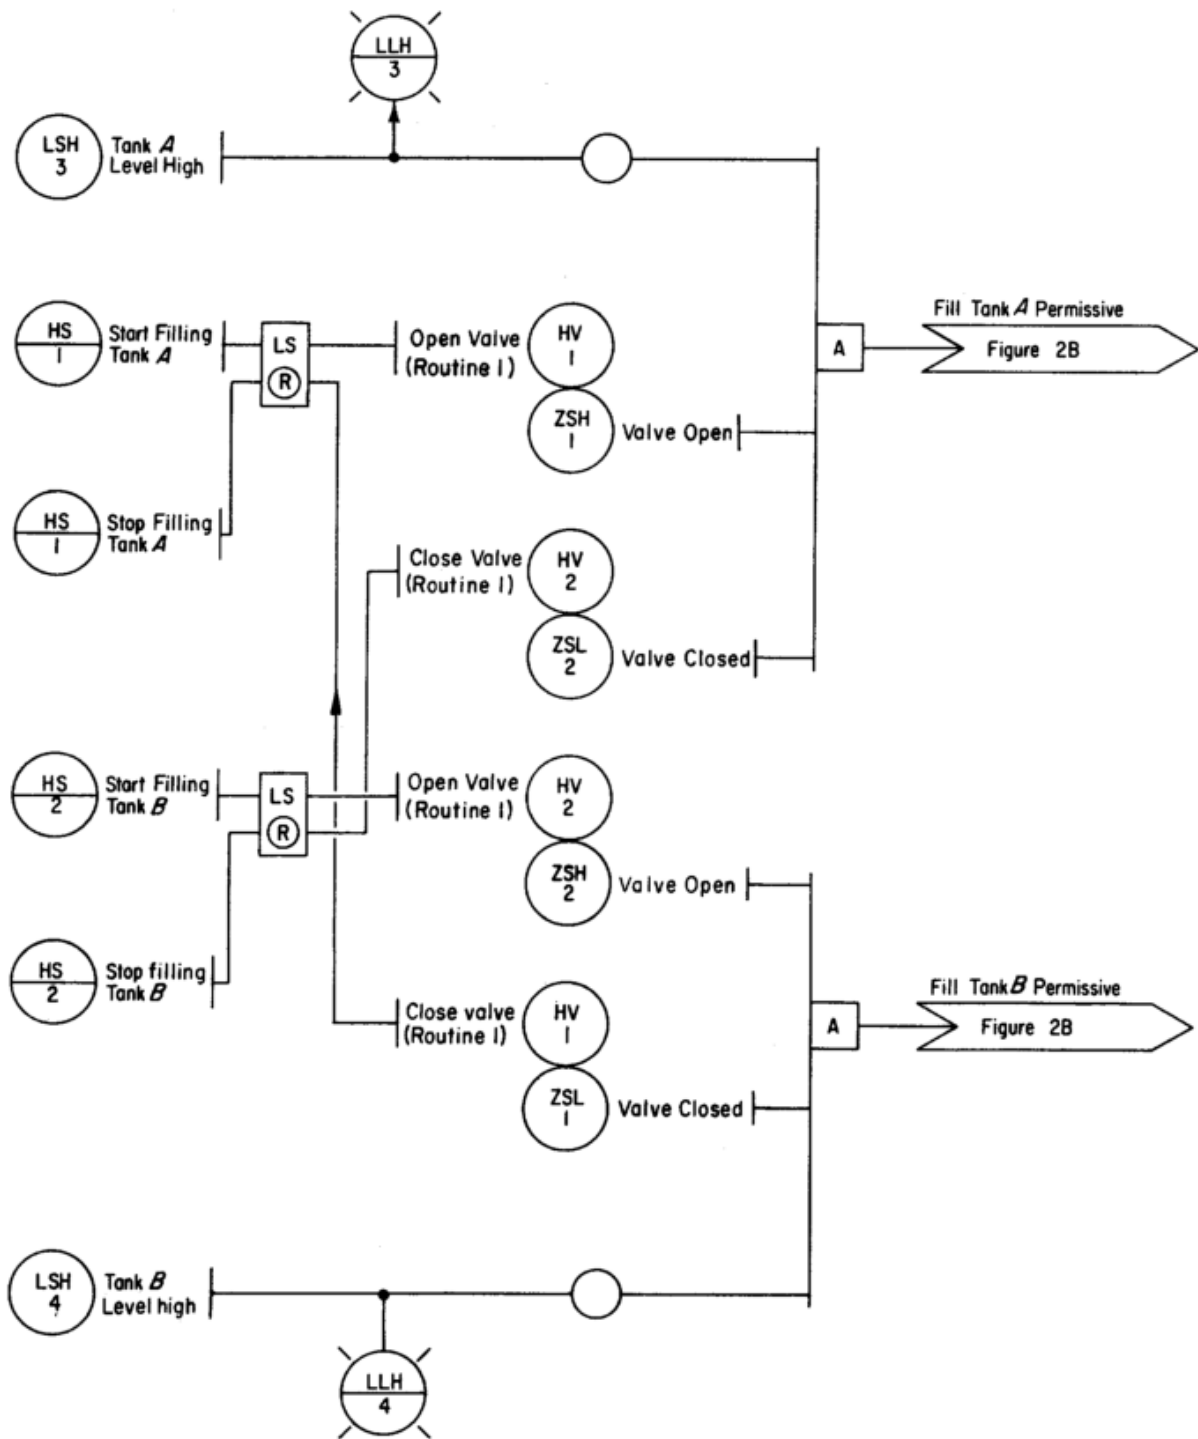 LLH
3
LSH
3
Tank A
Level High
HS
1
Start Filling
Tank A
LS
R
Open Valve
(Routine 1)
HV
1
ZSH
1
Valve Open
A
Fill Tank A Permissive
Figure 2B
HS
1
Stop Filling
Tank A
Close Valve
(Routine 1)
HV
2
ZSL
2
Valve Closed
HS
2
Start Filling
Tank B
LS
R
Open Valve
(Routine 1)
HV
2
ZSH
2
Valve Open
HS
2
Stop filling
Tank B
Close valve
(Routine 1)
HV
1
ZSL
1
Valve Closed
A
Fill Tank B Permissive
Figure 2B
LSH
4
Tank B
Level high
LLH
4